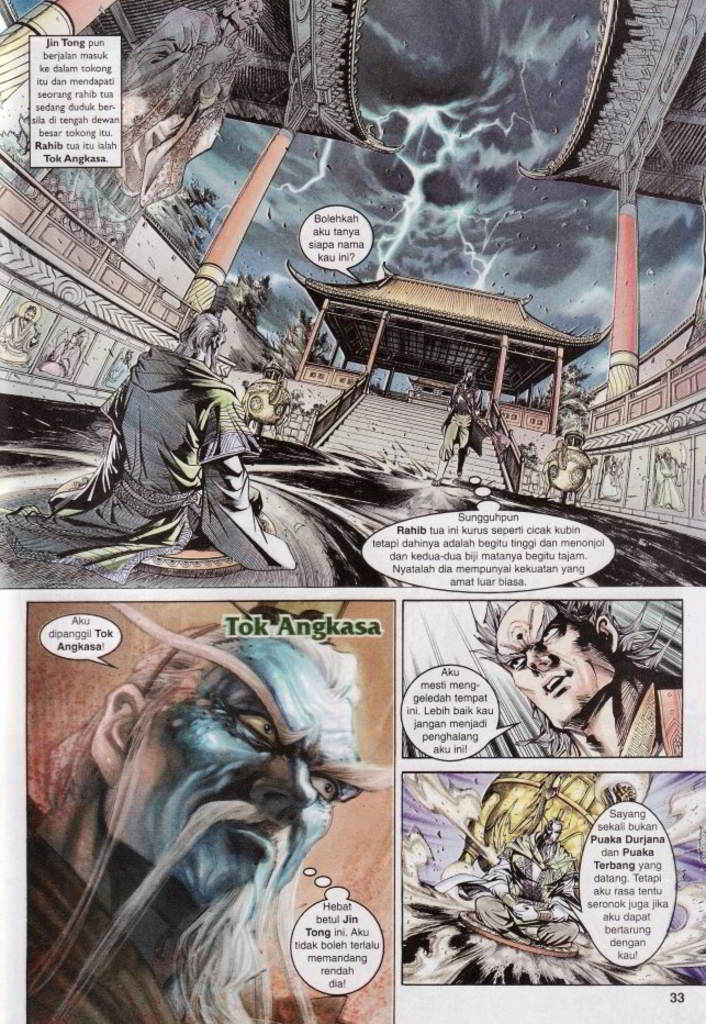 Jin Tong pun
berjalan masuk
ke dalam tokong
itu dan mendapati
seorang rahib tua
sedang duduk ber-
sila di tengah dewan
besar tokong itu.
Rahib tua itu ialah
Tok Angkasa.
Bolehkah
aku tanya
siapa nama
kau ini?
Sungguhpun
Rahib tua ini kurus seperti cicak kubin
tetapi dahinya adalah begitu tinggi dan menonjol
dan kedua-dua biji matanya begitu tajam.
Nyatalah dia mempunyai kekuatan yang
amat luar biasa.
Aku
dipanggil Tok
Angkasa!
Tok Angkasa
Hebat
betul Jin
Tong ini. Aku
tidak boleh terlalu
memandang
rendah
dia!
Aku
mesti meng-
geledah tempat
ini. Lebih baik kau
jangan menjadi
penghalang
aku ini!
Sayang
sekali bukan
Puaka Durjana
dan Puaka
Terbang yang
datang. Tetapi
aku rasa tentu
seronok juga jika
aku dapat
bertarung
dengan
kau!
33